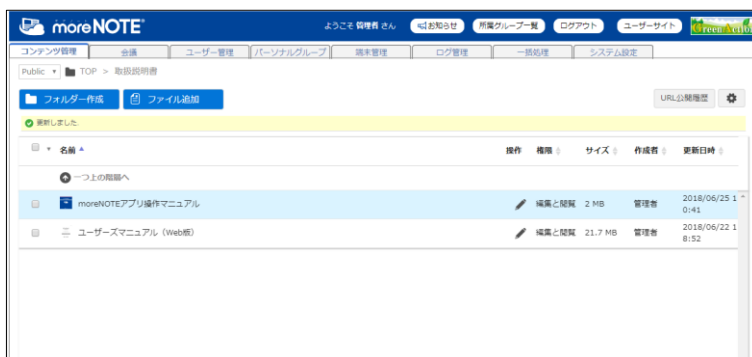 moreNOTE
ようこそ 管理者 さん
お知らせ
所属グループ一覧
ログアウト
ユーザーサイト
Green Actio
コンテンツ管理
会議
ユーザー管理
パーソナルグループ
端末管理
ログ管理
一括処理
システム設定
Public TOP > 取扱説明書
フォルダー作成
ファイル追加
URL公開履歴
更新しました。
名前 操作 権限 サイズ 作成者 更新日時
一つ上の階層へ
moreNOTEアプリ操作マニュアル 編集と閲覧 2 MB 管理者 2018/06/25 1
0:41
ユーザーズマニュアル（Web版） 編集と閲覧 21.7 MB 管理者 2018/06/22 1
8:52